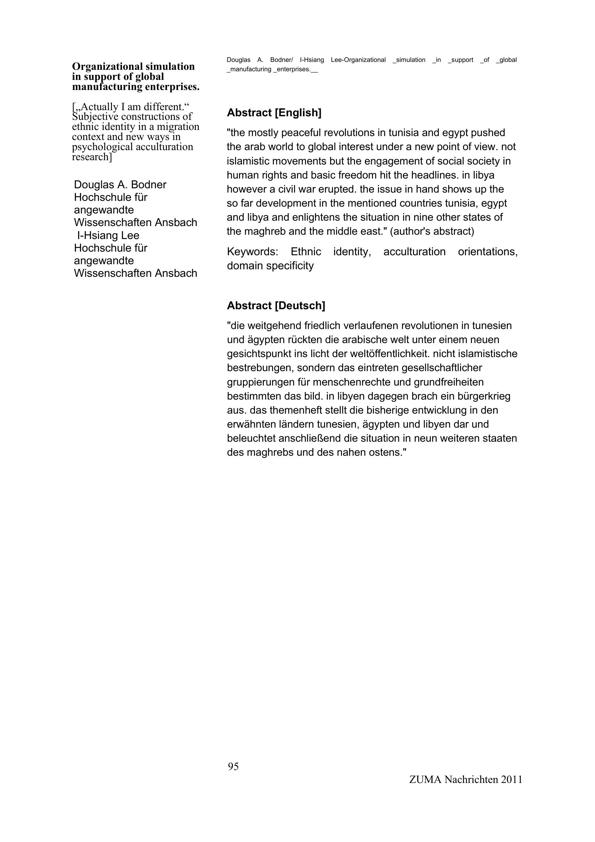 Organizational simulation
in support of global
manufacturing enterprises.
[„Actually I am different.“
Subjective constructions of
ethnic identity in a migration
context and new ways in
psychological acculturation
research]
Douglas A. Bodner
Hochschule für
angewandte
Wissenschaften Ansbach
I-Hsiang Lee
Hochschule für
angewandte
Wissenschaften Ansbach
Douglas A. Bodner/ I-Hsiang Lee-Organizational _simulation _in _support _of _global
_manufacturing _enterprises.__
Abstract [English]
"the mostly peaceful revolutions in tunisia and egypt pushed
the arab world to global interest under a new point of view. not
islamistic movements but the engagement of social society in
human rights and basic freedom hit the headlines. in libya
however a civil war erupted. the issue in hand shows up the
so far development in the mentioned countries tunisia, egypt
and libya and enlightens the situation in nine other states of
the maghreb and the middle east." (author's abstract)
Keywords: Ethnic identity, acculturation orientations,
domain specificity
Abstract [Deutsch]
"die weitgehend friedlich verlaufenen revolutionen in tunesien
und ägypten rückten die arabische welt unter einem neuen
gesichtspunkt ins licht der weltöffentlichkeit. nicht islamistische
bestrebungen, sondern das eintreten gesellschaftlicher
gruppierungen für menschenrechte und grundfreiheiten
bestimmten das bild. in libyen dagegen brach ein bürgerkrieg
aus. das themenheft stellt die bisherige entwicklung in den
erwähnten ländern tunesien, ägypten und libyen dar und
beleuchtet anschließend die situation in neun weiteren staaten
des maghrebs und des nahen ostens."
95
ZUMA Nachrichten 2011